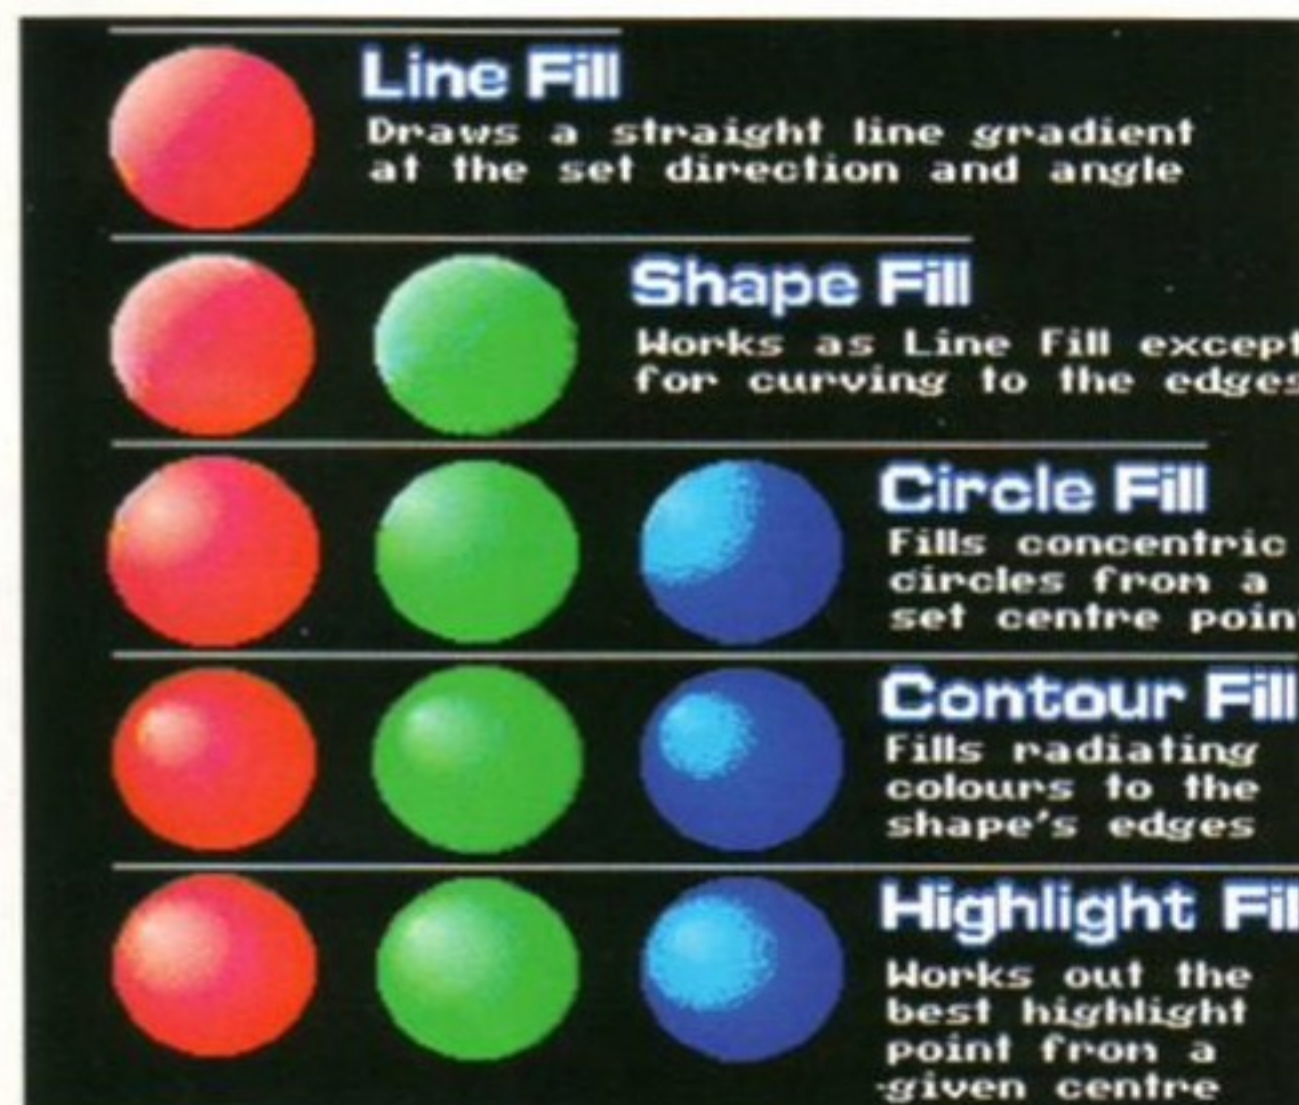 Line Fill
Draws a straight line gradient
at the set direction and angle
Shape Fill
Works as Line Fill except
for curving to the edges
Circle Fill
Fills concentric
circles from a
set centre poin
Contour Fill
Fills radiating
colours to the
shape's edges
Highlight Fil
Works out the
best highlight
point from a
given centre